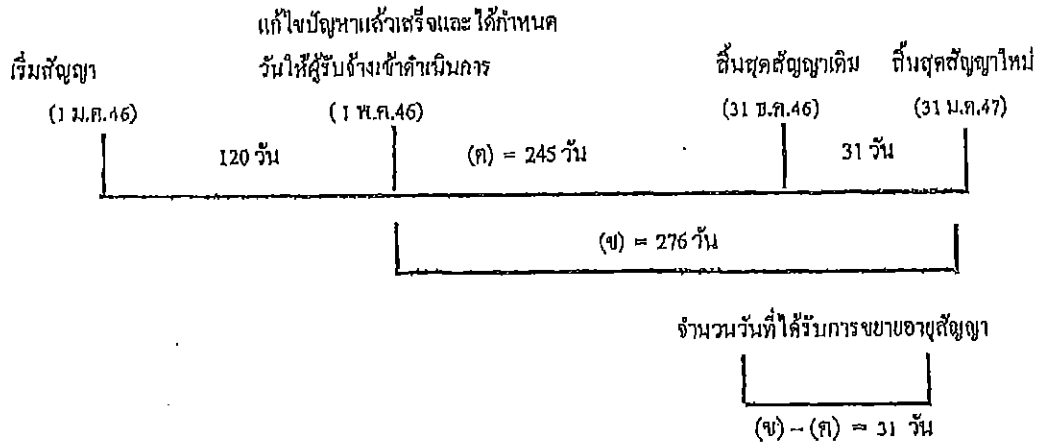 แก้ไขปัญหาแล้วเสร็จและได้กำหนด
เริ่มสัญญา วันให้ผู้รับจ้างเข้าดำเนินการ สิ้นสุดสัญญาเดิม สิ้นสุดสัญญาใหม่
(1 ม.ค.46) (1 พ.ค.46) (31 ธ.ค.46) (31 ม.ค.47)
120 วัน (ค) = 245 วัน 31 วัน
(ข) = 276 วัน
จำนวนวันที่ได้รับการขยายอายุสัญญา
(ข) – (ค) = 31 วัน